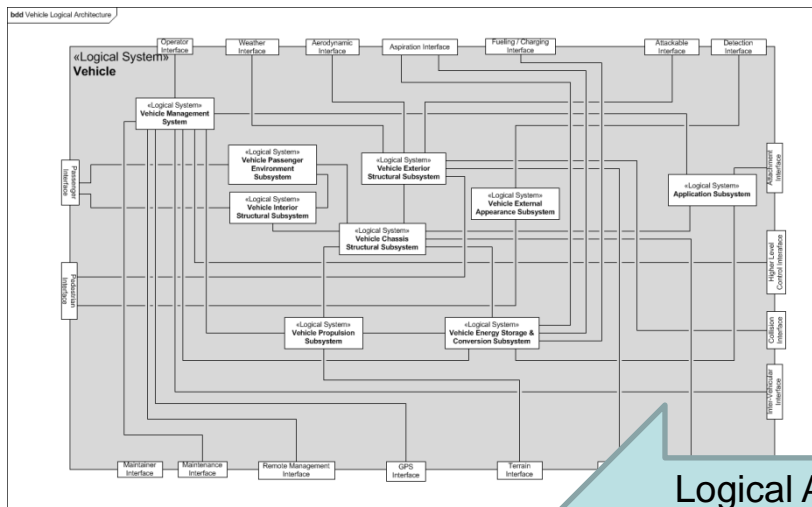 bdd Vehicle Logical Architecture
«Logical System»
Vehicle
Operator
Interface
Weather
Interface
Aerodynamic
Interface
Aspiration Interface
Fueling / Charging
Interface
Attackable
Interface
Detection
Interface
«Logical System»
Vehicle Management
System
«Logical System»
Vehicle Passenger
Environment
Subsystem
«Logical System»
Vehicle Exterior
Structural Subsystem
Passenger
Interface
Attachment
Interface
«Logical System»
Application Subsystem
«Logical System»
Vehicle Interior
Structural Subsystem
«Logical System»
Vehicle External
Appearance Subsystem
«Logical System»
Vehicle Chassis
Structural Subsystem
Pedestrian
Interface
Higher Level
Control Interaface
«Logical System»
Vehicle Propulsion
Subsystem
«Logical System»
Vehicle Energy Storage &
Conversion Subsystem
Collision
Interface
Inter-Vehicular
Interface
Maintainer
Interface
Maintenance
Interface
Remote Management
Interface
GPS
Interface
Terrain
Interface
Logical A